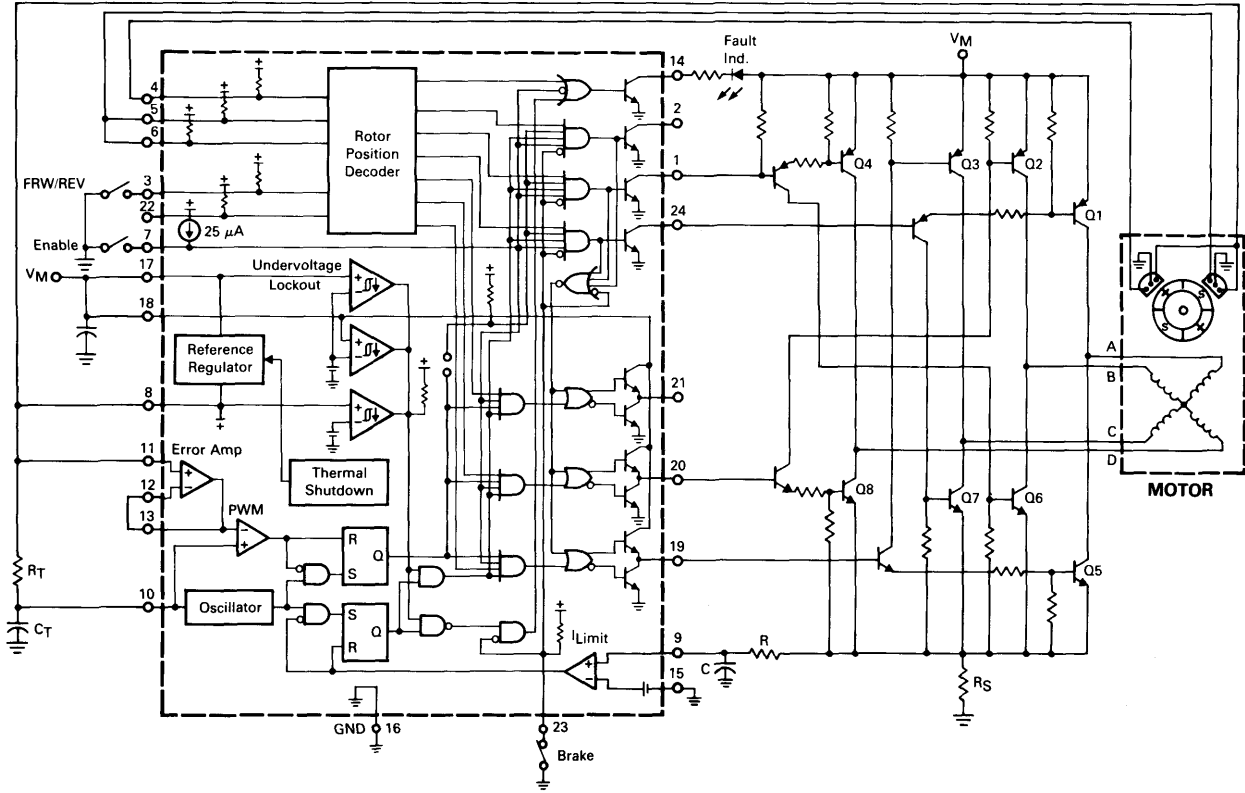 4
5
6
FRW/REV
3
22
Enable
7
25 μA
VM
17
18
8
11
12
13
10
RT
CT
Rotor
Position
Decoder
Undervoltage
Lockout
Reference
Regulator
Thermal
Shutdown
Error Amp
PWM
Oscillator
R
Q
S
S
Q
R
ILimit
GND
16
23
Brake
14
2
1
24
21
20
19
9
15
Fault
Ind.
VM
Q4
Q3
Q2
Q1
Q8
Q7
Q6
Q5
R
C
RS
A
B
C
D
S
S
MOTOR